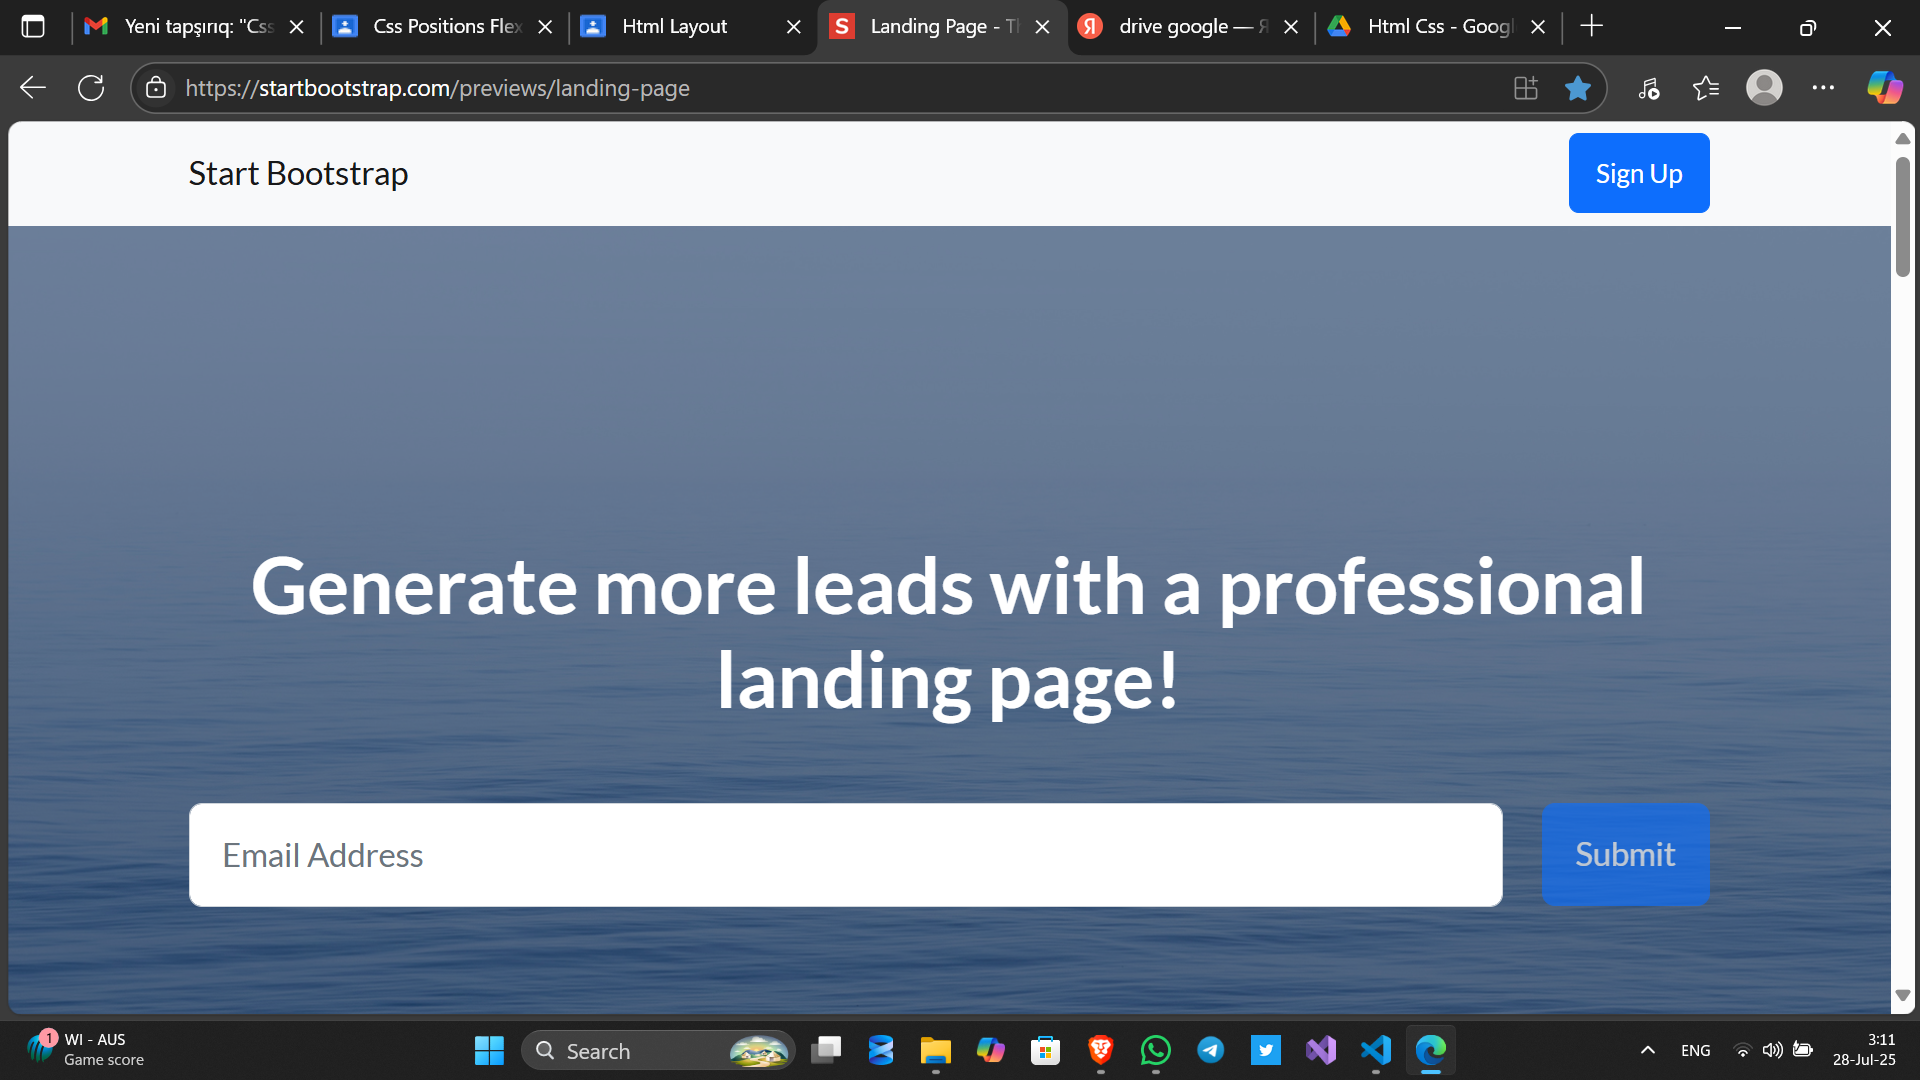 Yeni tapşırıq: "Css
Css Positions Flex
Html Layout
Landing Page - Th
drive google — Я
Html Css - Googl
https://startbootstrap.com/previews/landing-page
Start Bootstrap
Sign Up
Generate more leads with a professional
landing page!
Email Address
Submit
1
WI - AUS
Game score
Search
ENG
3:11
28-Jul-25